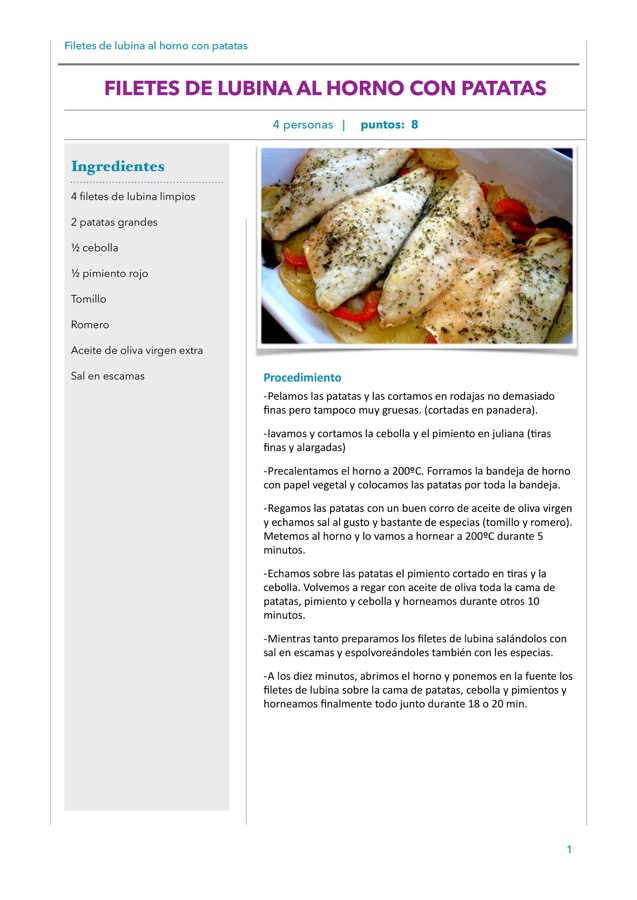 Filetes de lubina al horno con patatas
FILETES DE LUBINA AL HORNO CON PATATAS
4 personas | puntos: 8
Ingredientes
4 filetes de lubina limpios
2 patatas grandes
½ cebolla
½ pimiento rojo
Tomillo
Romero
Aceite de oliva virgen extra
Sal en escamas
Procedimiento
-Pelamos las patatas y las cortamos en rodajas no demasiado
finas pero tampoco muy gruesas. (cortadas en panadera).
-lavamos y cortamos la cebolla y el pimiento en juliana (tiras
finas y alargadas)
-Precalentamos el horno a 200ºC. Forramos la bandeja de horno
con papel vegetal y colocamos las patatas por toda la bandeja.
-Regamos las patatas con un buen corro de aceite de oliva virgen
y echamos sal al gusto y bastante de especias (tomillo y romero).
Metemos al horno y lo vamos a hornear a 200ºC durante 5
minutos.
-Echamos sobre las patatas el pimiento cortado en tiras y la
cebolla. Volvemos a regar con aceite de oliva toda la cama de
patatas, pimiento y cebolla y horneamos durante otros 10
minutos.
-Mientras tanto preparamos los filetes de lubina salándolos con
sal en escamas y espolvoreándoles también con les especias.
-A los diez minutos, abrimos el horno y ponemos en la fuente los
filetes de lubina sobre la cama de patatas, cebolla y pimientos y
horneamos finalmente todo junto durante 18 o 20 min.
1